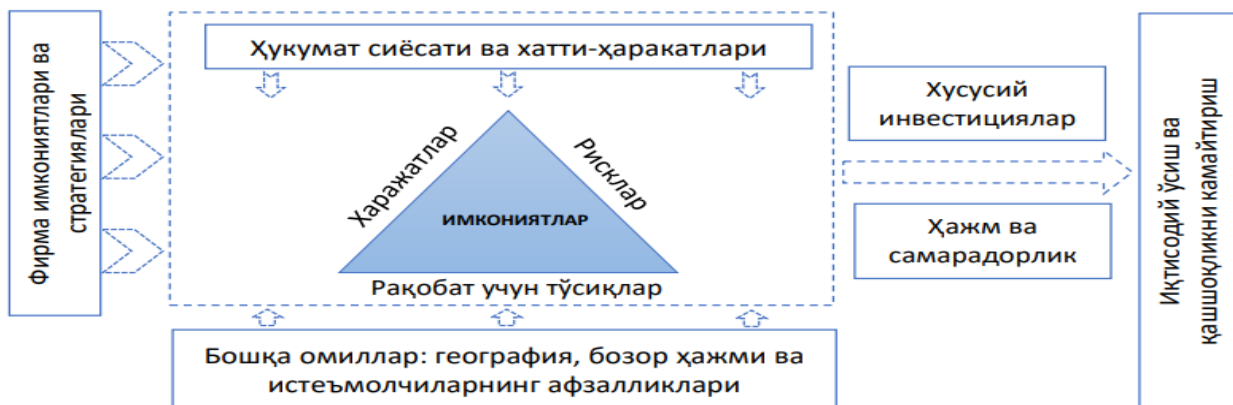 Фирма имкониятлари ва
стратегиялари
Ҳукумат сиёсати ва хатти-ҳаракатлари
Харажатлар
Рисклар
ИМКОНИЯТЛАР
Рақобат учун тўсиқлар
Бошқа омиллар: география, бозор ҳажми ва
истеъмолчиларнинг афзалликлари
Хусусий
инвестициялар
Ҳажм ва
самарадорлик
Иқтисодий ўсиш ва
қашшоқликни камайтириш